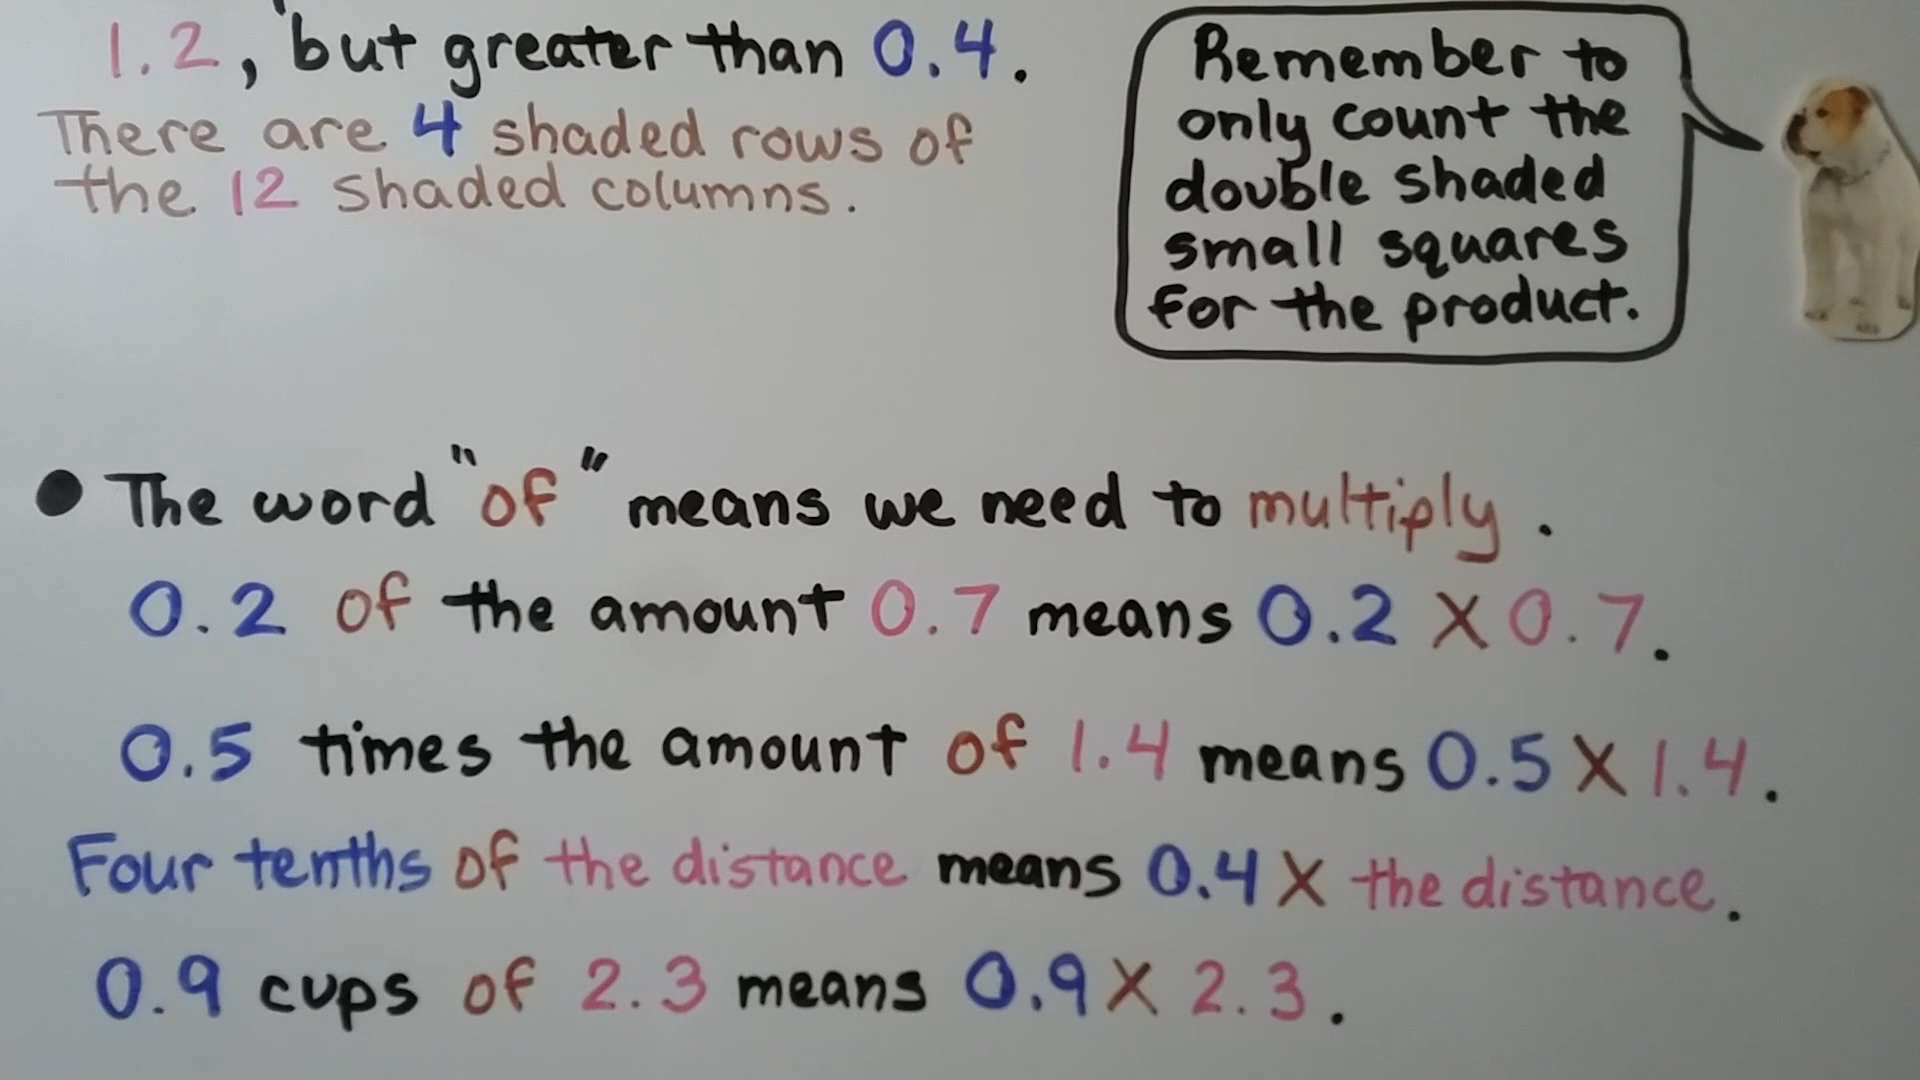 1.2, but greater than 0.4.
There are 4 shaded rows of
the 12 shaded columns.
Remember to
only count the
double shaded
small squares
for the product.
● The word "of" means we need to multiply.
0.2 of the amount 0.7 means 0.2 X 0.7.
0.5 times the amount of 1.4 means 0.5 X 1.4.
Four tenths of the distance means 0.4 X the distance.
0.9 cups of 2.3 means 0.9 X 2.3.